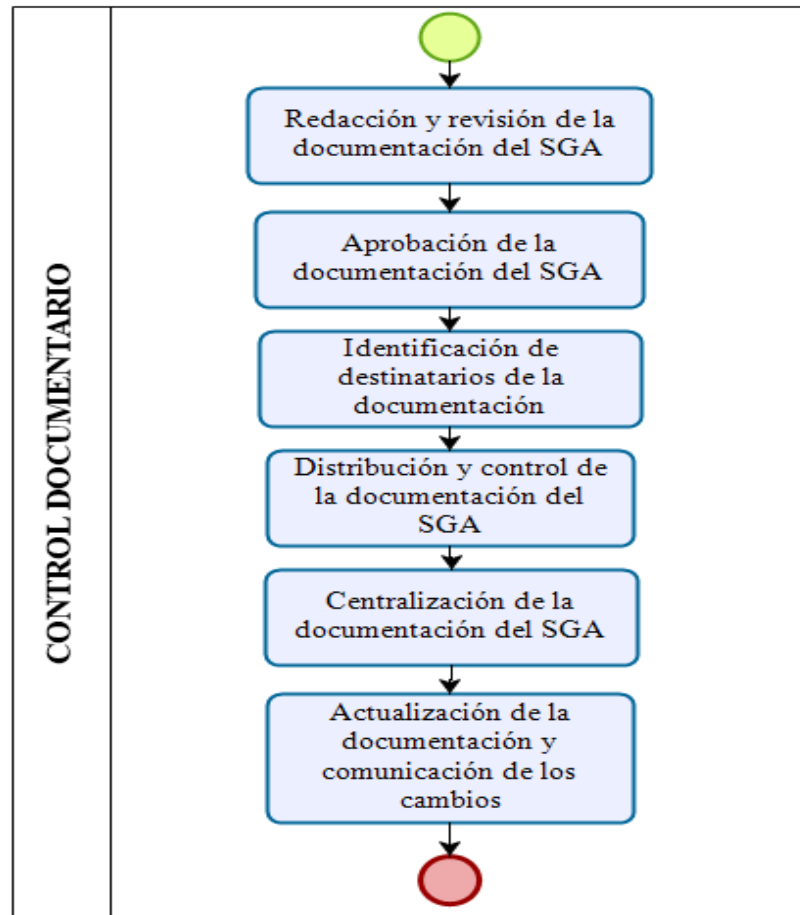 CONTROL DOCUMENTARIO
Redacción y revisión de la
documentación del SGA
Aprobación de la
documentación del SGA
Identificación de
destinatarios de la
documentación
Distribución y control de
la documentación del
SGA
Centralización de la
documentación del SGA
Actualización de la
documentación y
comunicación de los
cambios